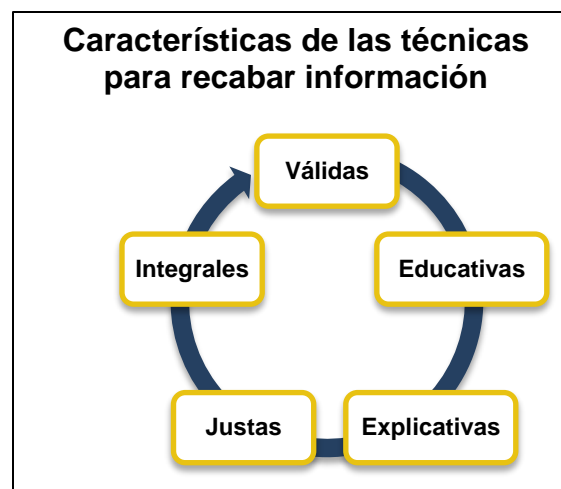 Características de las técnicas
para recabar información
Válidas
Educativas
Explicativas
Justas
Integrales